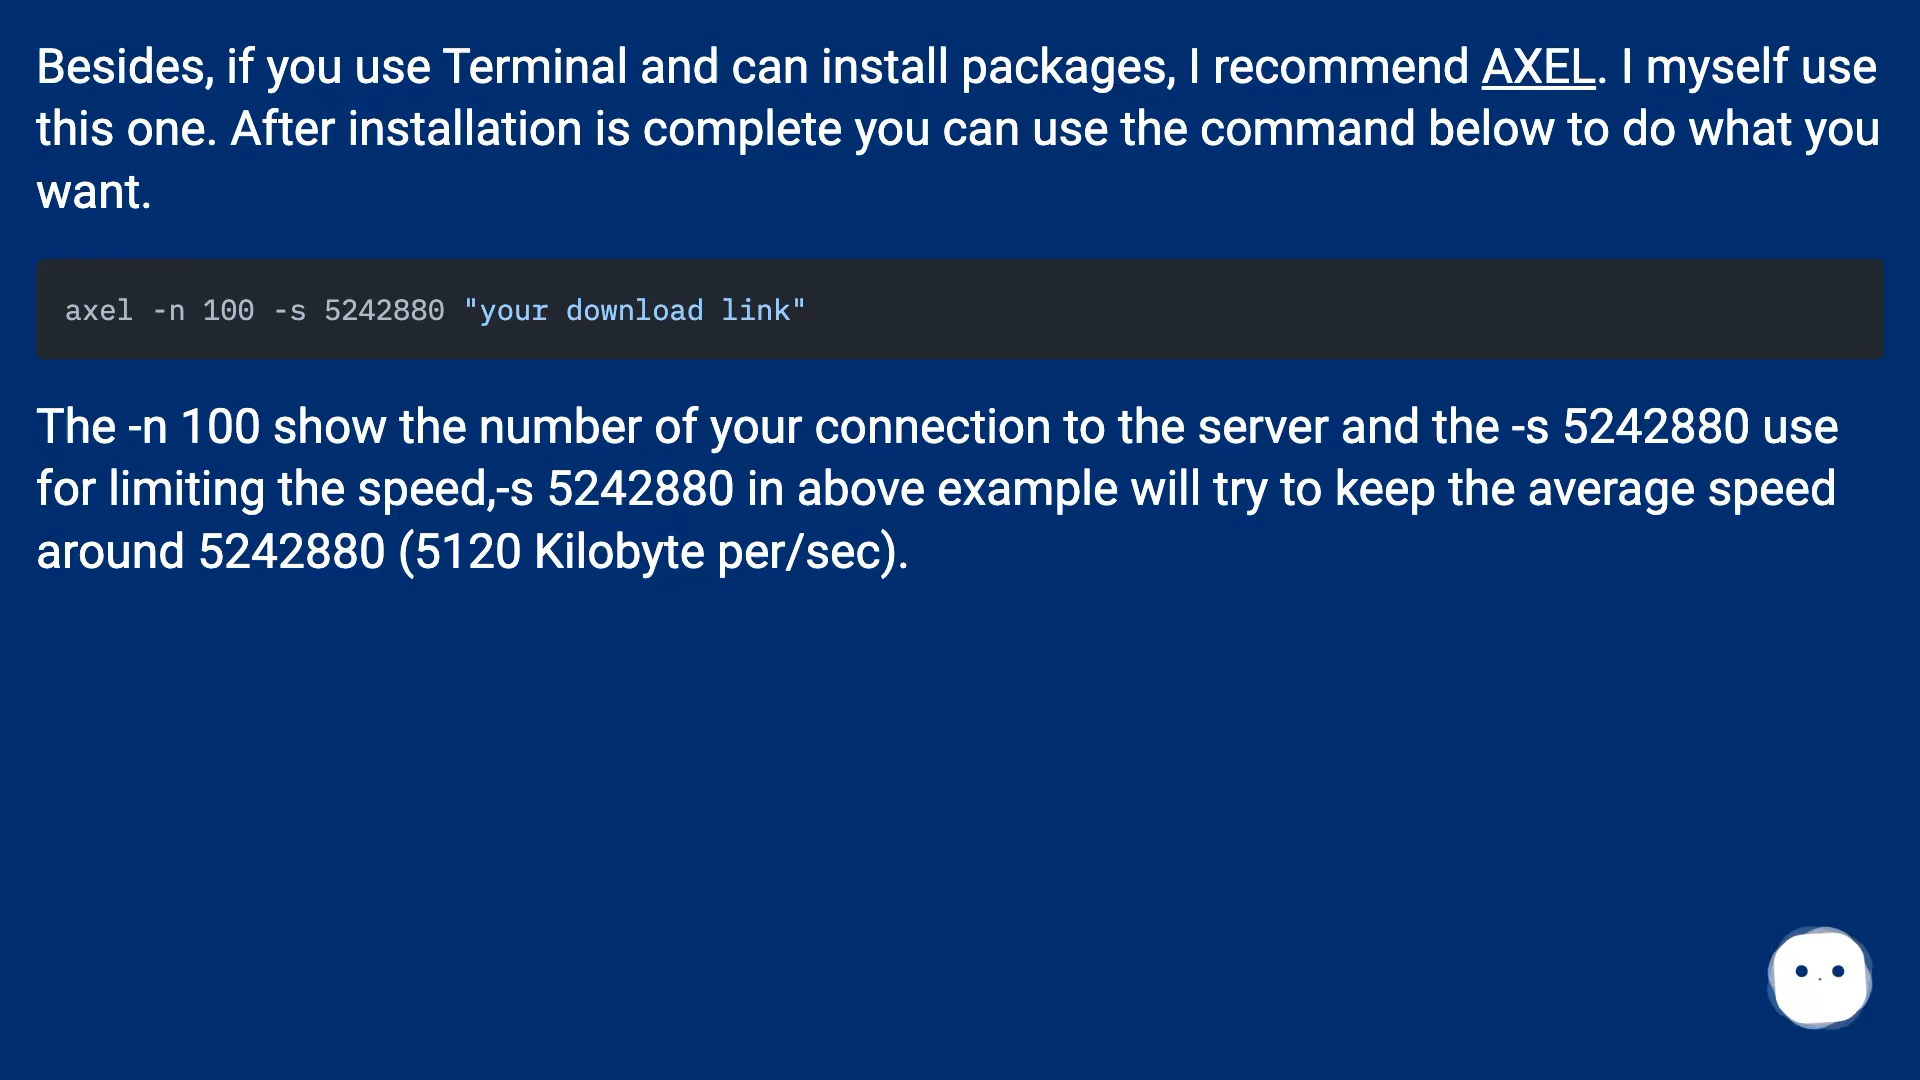 Besides, if you use Terminal and can install packages, I recommend AXEL. I myself use
this one. After installation is complete you can use the command below to do what you
want.
axel -n 100 -s 5242880 "your download link"
The -n 100 show the number of your connection to the server and the -s 5242880 use
for limiting the speed,-s 5242880 in above example will try to keep the average speed
around 5242880 (5120 Kilobyte per/sec).